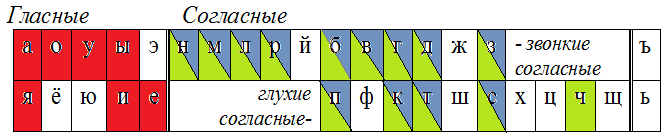 Гласные Согласные
а о у ы э н м л р й б в г д ж з - звонкие согласные ъ
я ё ю и е глухие согласные- п ф к т ш с х ц ч щ ь